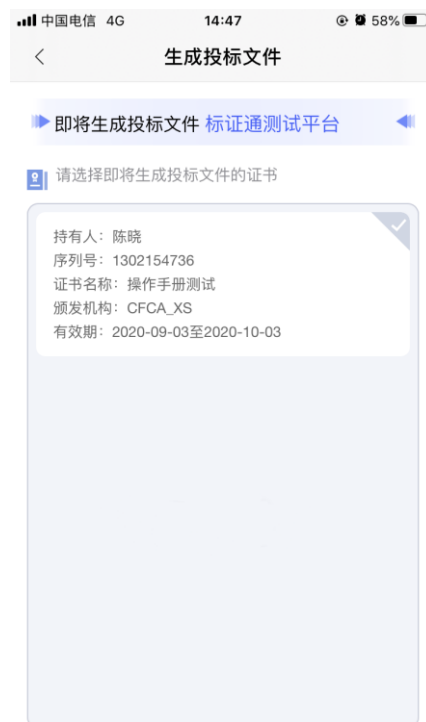 中国电信 4G 14:47 58%
生成投标文件
即将生成投标文件 标证通测试平台
请选择即将生成投标文件的证书
持有人：陈晓
序列号：1302154736
证书名称：操作手册测试
颁发机构：CFCA_XS
有效期：2020-09-03至2020-10-03